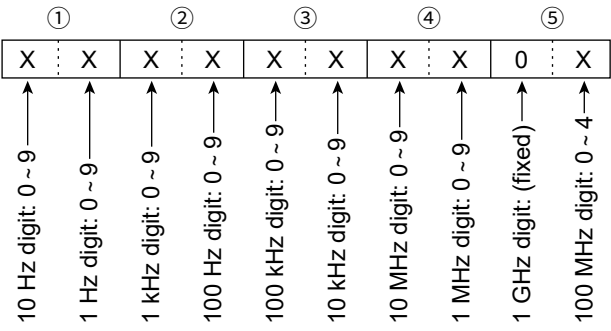 ① ② ③ ④ ⑤
X X X X X X X X 0 X
10 Hz digit: 0 ~ 9
1 Hz digit: 0 ~ 9
1 kHz digit: 0 ~ 9
100 Hz digit: 0 ~ 9
100 kHz digit: 0 ~ 9
10 kHz digit: 0 ~ 9
10 MHz digit: 0 ~ 9
1 MHz digit: 0 ~ 9
1 GHz digit: (fixed)
100 MHz digit: 0 ~ 4